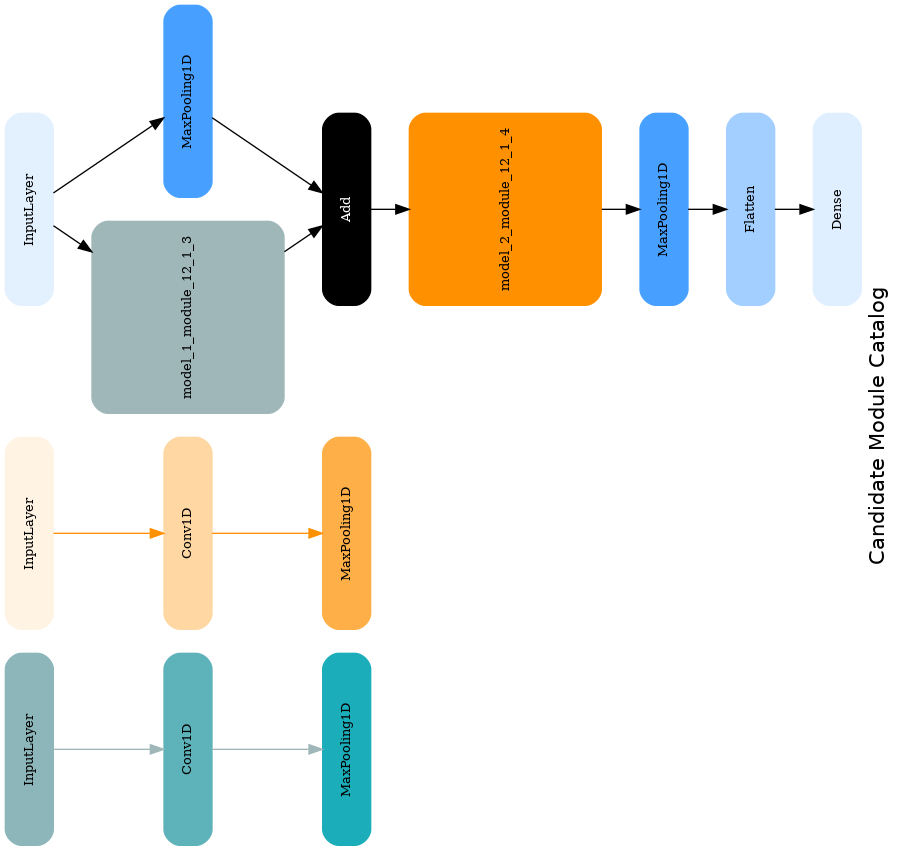 InputLayer
MaxPooling1D
model_1_module_12_1_3
Add
model_2_module_12_1_4
MaxPooling1D
Flatten
Dense
InputLayer
Conv1D
MaxPooling1D
InputLayer
Conv1D
MaxPooling1D
Candidate Module Catalog